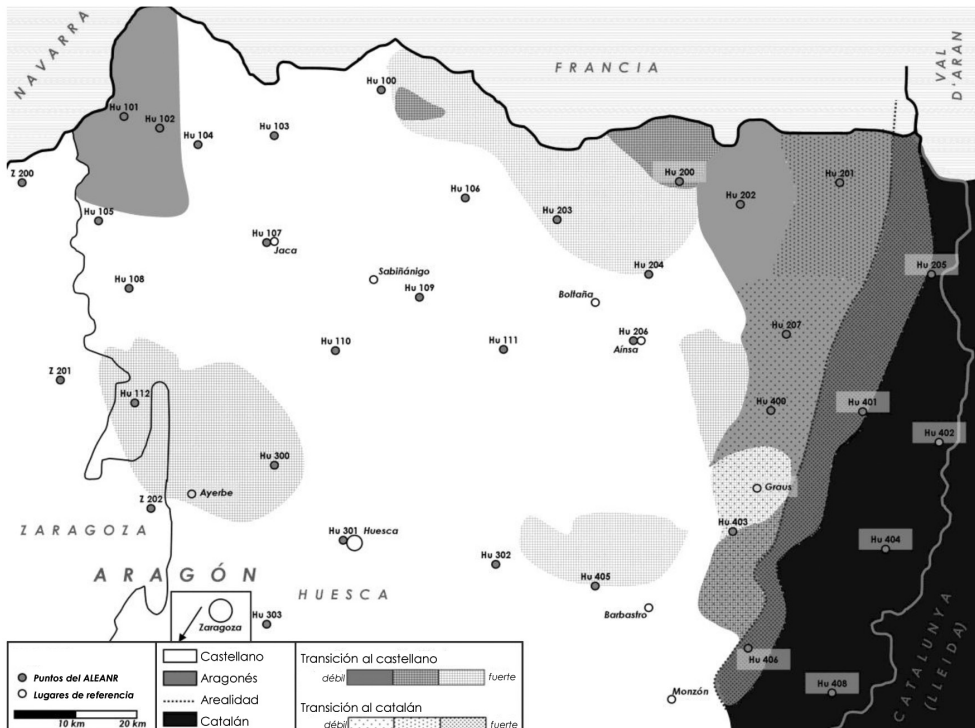 NAVARRA
FRANCIA
VAL D'ARAN
Hu 100
Hu 101
Hu 102
Hu 103
Hu 104
Z 200
Hu 200
Hu 201
Hu 106
Hu 202
Hu 105
Hu 203
Hu 107
Jaca
Hu 204
Hu 205
Sabiñánigo
Hu 108
Hu 109
Boltaña
Hu 110
Hu 111
Hu 206
Aínsa
Hu 207
Z 201
Hu 112
Hu 400
Hu 401
Hu 402
Hu 300
Ayerbe
Graus
Z 202
ZARAGOZA
Hu 301
Huesca
Hu 403
Hu 404
Hu 302
ARAGÓN
HUESCA
Hu 405
Barbastro
Zaragoza
Hu 303
Hu 406
Hu 408
Monzón
CATALUNYA
(LLEIDA)
Puntos del ALEANR
Lugares de referencia
10 km 20 km
Castellano
Aragonés
Arealidad
Catalán
Transición al castellano
débil fuerte
Transición al catalán
débil fuerte